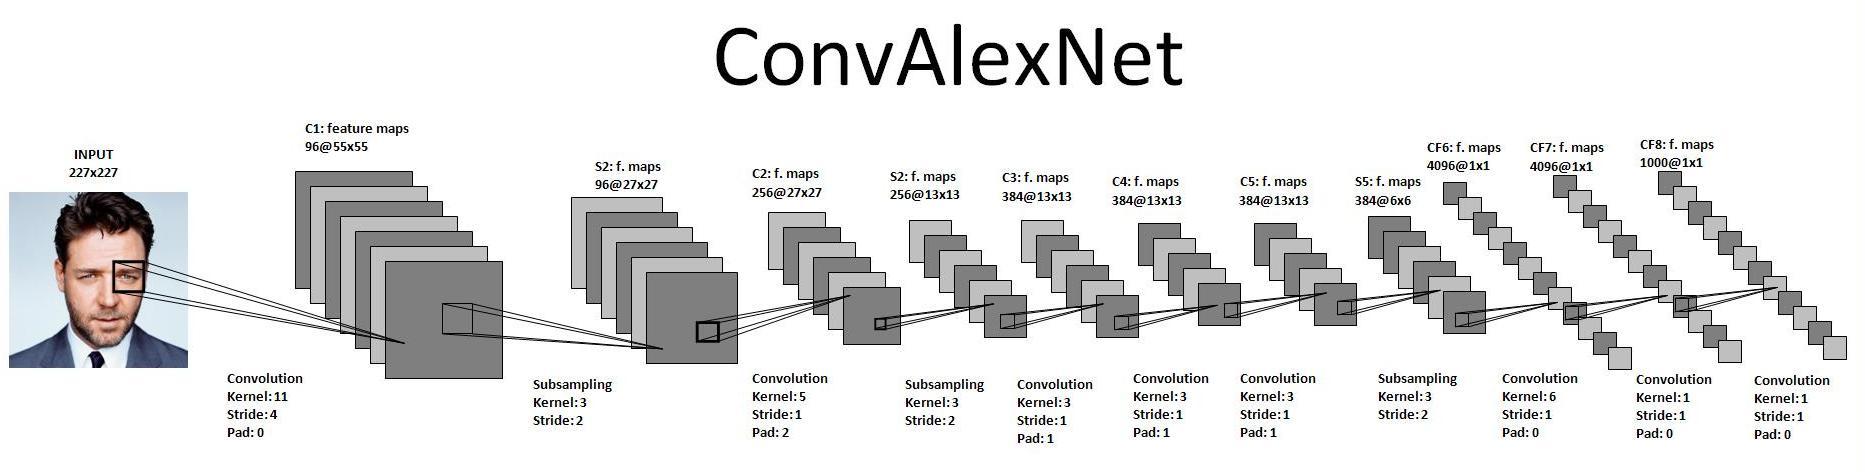 ConvAlexNet
INPUT
227x227
C1: feature maps
96@55x55
S2: f. maps
96@27x27
C2: f. maps
256@27x27
S2: f. maps
256@13x13
C3: f. maps
384@13x13
C4: f. maps
384@13x13
C5: f. maps
384@13x13
S5: f. maps
384@6x6
CF6: f. maps
4096@1x1
CF7: f. maps
4096@1x1
CF8: f. maps
1000@1x1
Convolution
Kernel: 11
Stride: 4
Pad: 0
Subsampling
Kernel: 3
Stride: 2
Convolution
Kernel: 5
Stride: 1
Pad: 2
Subsampling
Kernel: 3
Stride: 2
Convolution
Kernel: 3
Stride: 1
Pad: 1
Convolution
Kernel: 3
Stride: 1
Pad: 1
Convolution
Kernel: 3
Stride: 1
Pad: 1
Subsampling
Kernel: 3
Stride: 2
Convolution
Kernel: 6
Stride: 1
Pad: 0
Convolution
Kernel: 1
Stride: 1
Pad: 0
Convolution
Kernel: 1
Stride: 1
Pad: 0